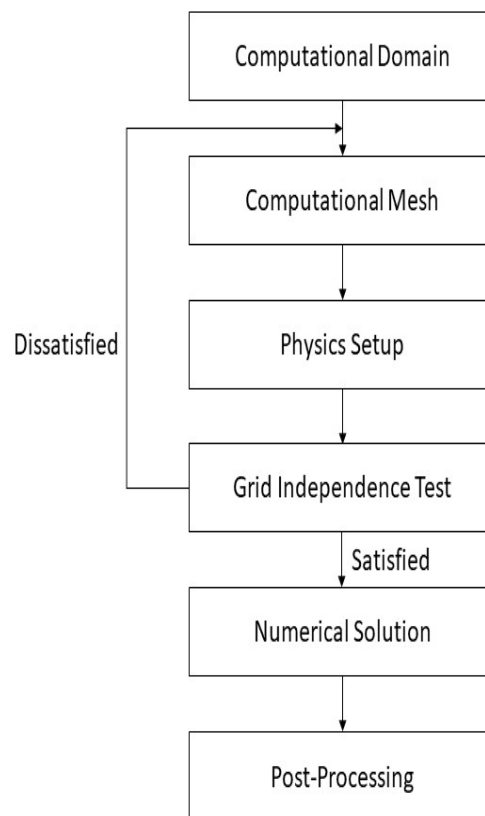 Computational Domain
Computational Mesh
Dissatisfied
Physics Setup
Grid Independence Test
Satisfied
Numerical Solution
Post-Processing